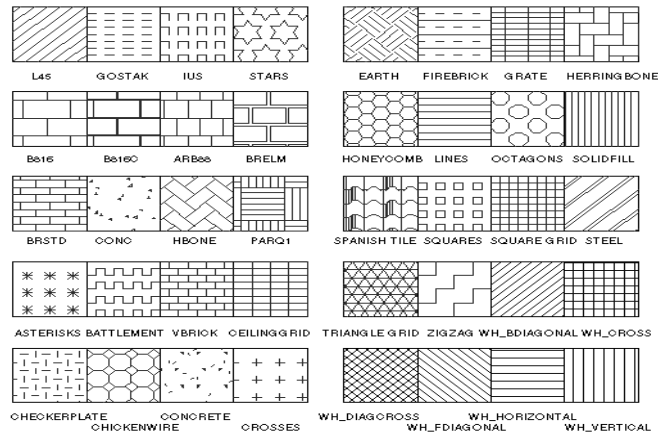 L45 GOSTAK IUS STARS EARTH FIREBRICK GRATE HERRINGBONE
B816 B816C ARB88 BRELM HONEYCOMB LINES OCTAGONS SOLIDFILL
BRSTD CONC HBONE PARQ1 SPANISH TILE SQUARES SQUARE GRID STEEL
ASTERISKS BATTLEMENT VBRICK CEILINGGRID TRIANGLE GRID ZIGZAG WH_BDIAGONAL WH_CROSS
CHECKERPLATE CONCRETE WH_DIAGCROSS WH_HORIZONTAL
CHICKENWIRE CROSSES WH_FDIAGONAL WH_VERTICAL